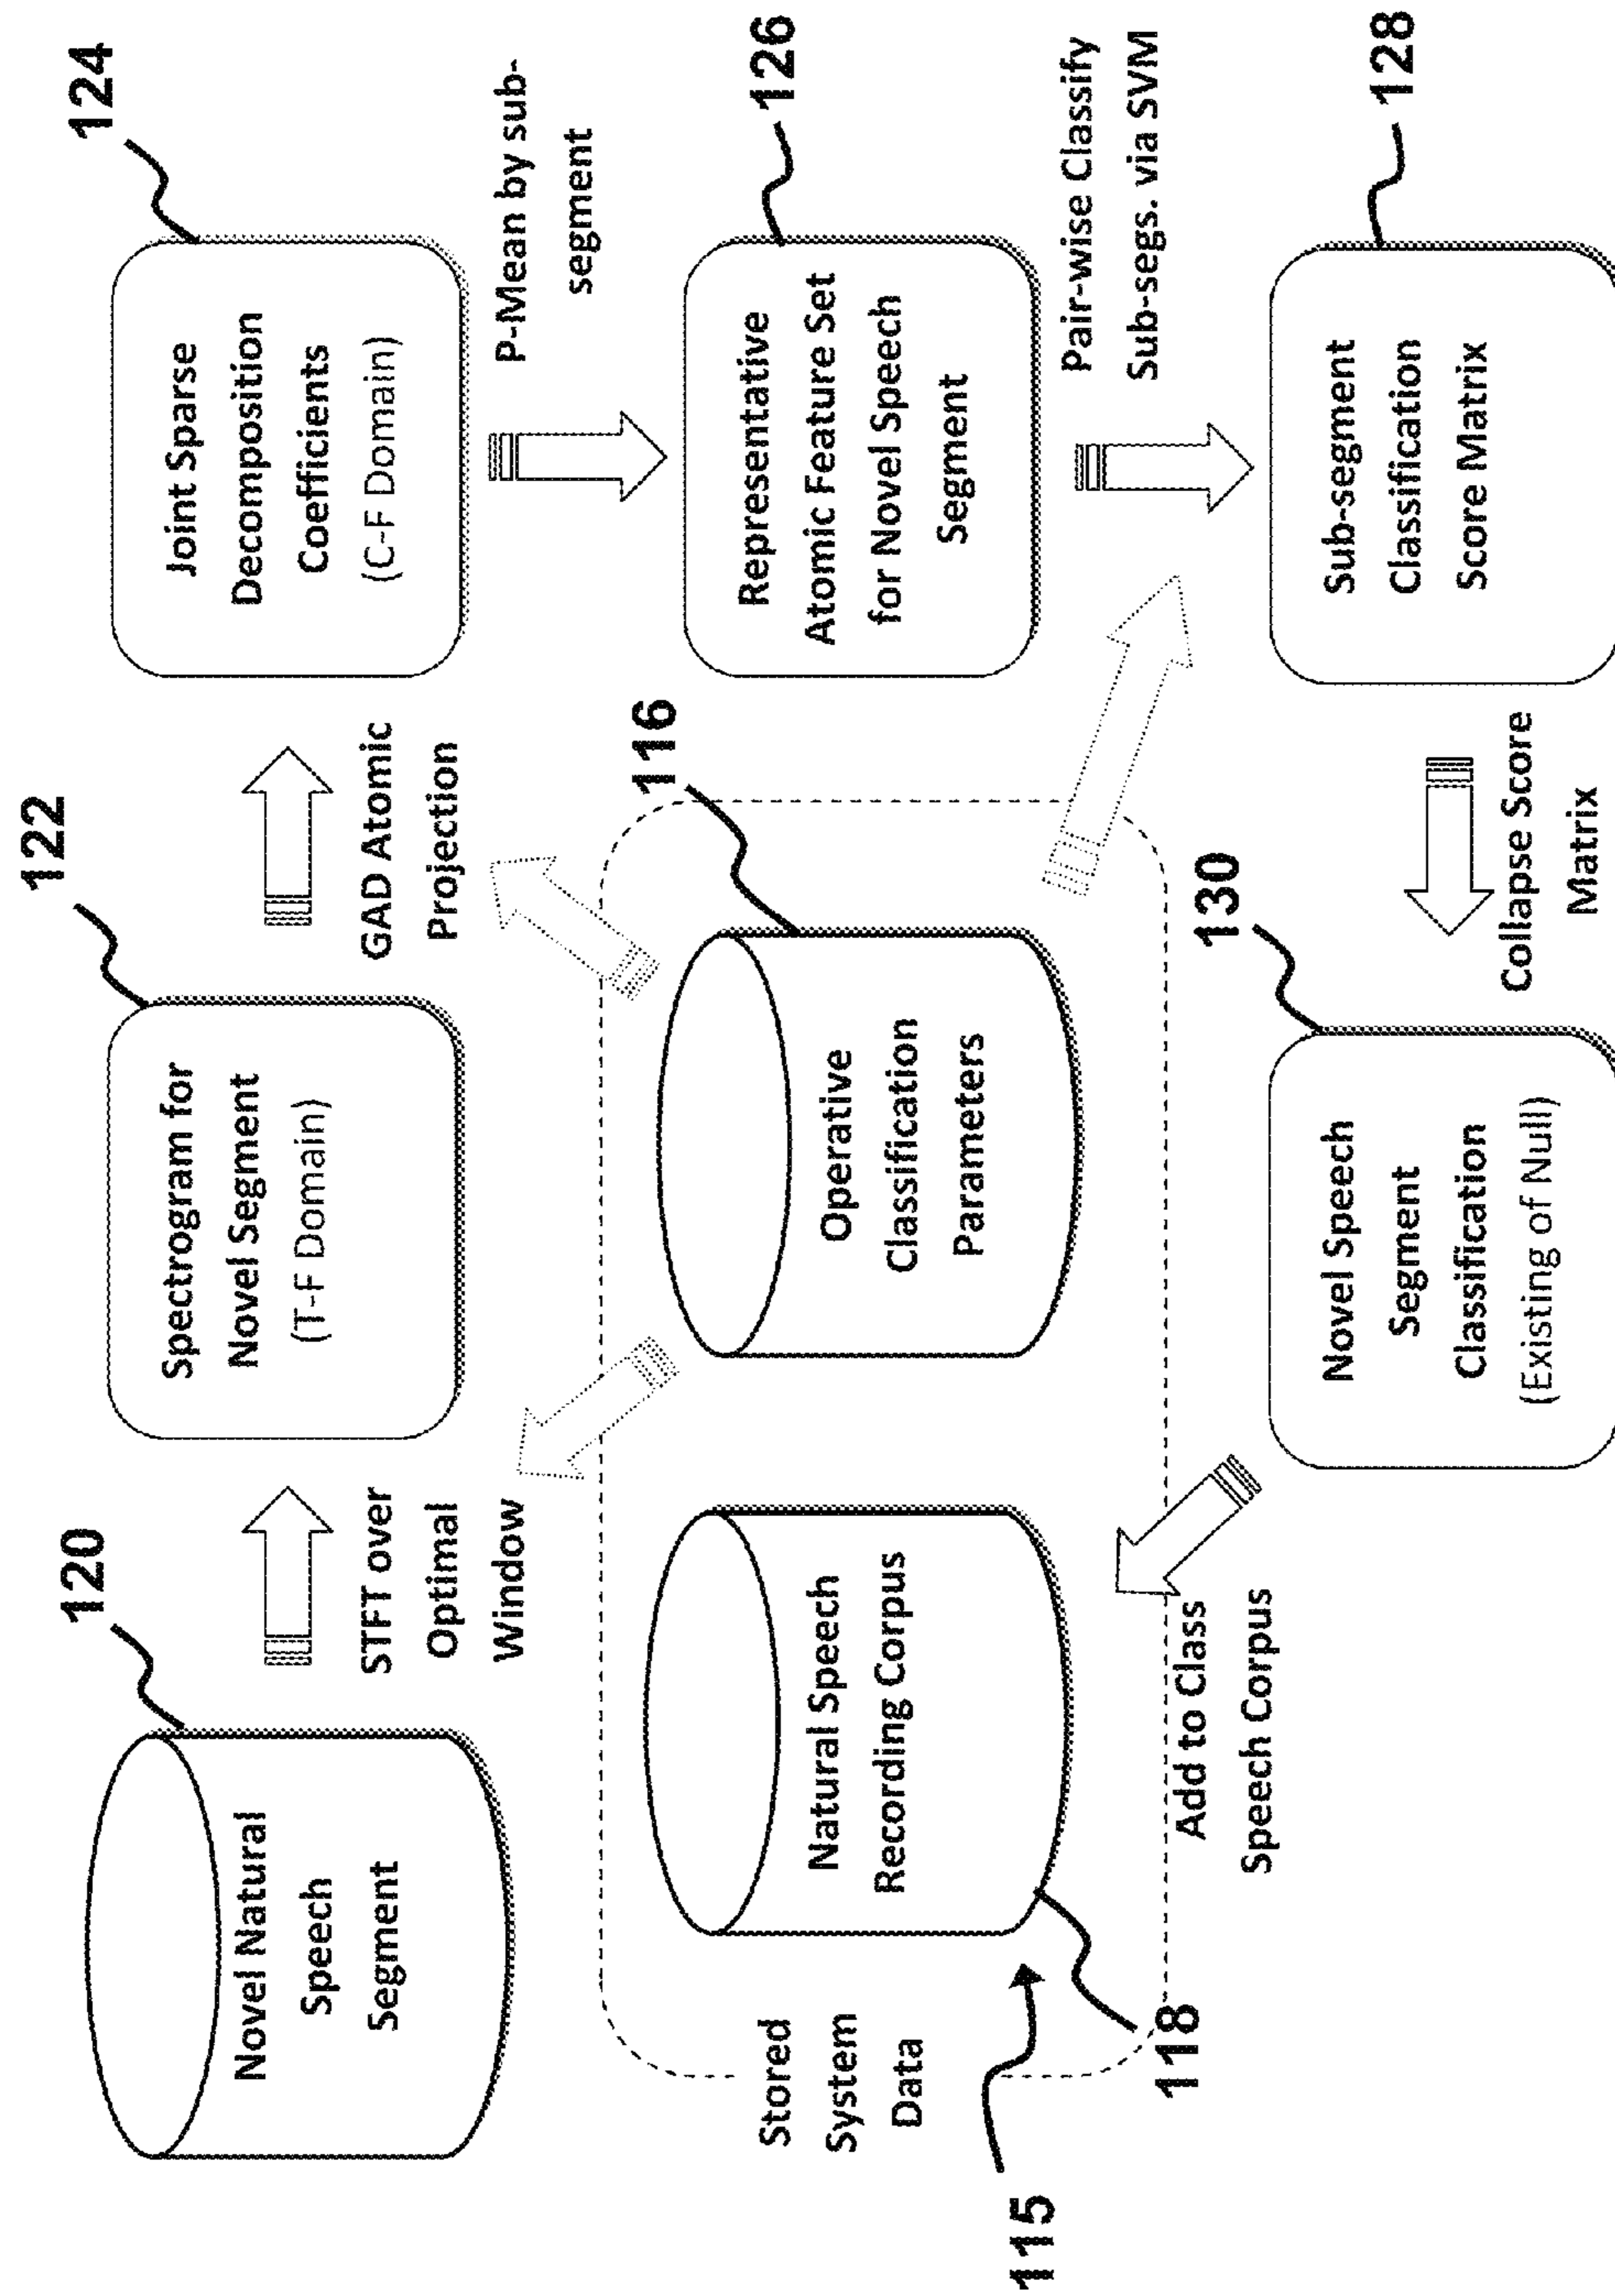 120
Novel Natural
Speech
Segment
STFT over
Optimal
Window
122
Spectrogram for
Novel Segment
(T-F Domain)
GAD Atomic
Projection
124
Joint Sparse
Decomposition
Coefficients
(C-F Domain)
P-Mean by sub-
segment
Stored
System
Data
115
118
Natural Speech
Recording Corpus
116
Operative
Classification
Parameters
126
Representative
Atomic Feature Set
for Novel Speech
Segment
Pair-wise Classify
Sub-segs. via SVM
128
Sub-segment
Classification
Score Matrix
Collapse Score
Matrix
130
Novel Speech
Segment
Classification
(Existing of Null)
Add to Class
Speech Corpus